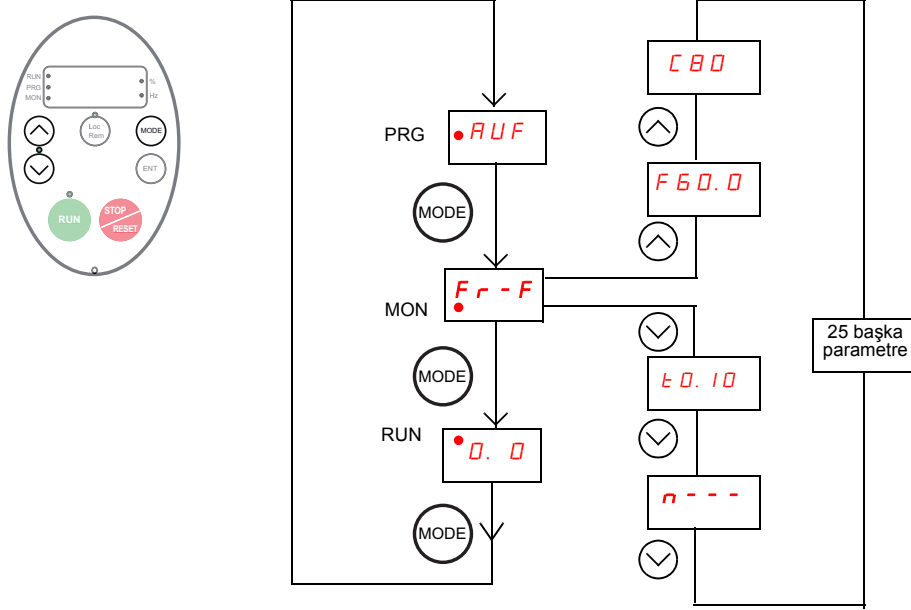 RUN
PRG
MON
%
Hz
Loc
Rem
MODE
ENT
RUN
STOP
RESET
PRG
AUF
MODE
MON
Fr-F
MODE
RUN
0.0
MODE
C80
F60.0
t0.10
n---
25 başka
parametre